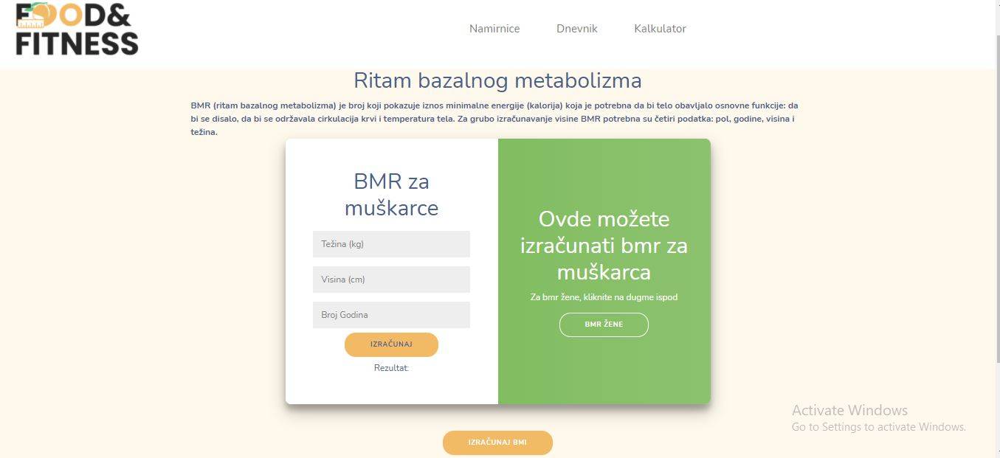 FOOD&
FITNESS
Namirnice
Dnevnik
Kalkulator
Ritam bazalnog metabolizma
BMR (ritam bazalnog metabolizma) je broj koji pokazuje iznos minimalne energije (kalorija) koja je potrebna da bi telo obavljalo osnovne funkcije: da
bi se disalo, da bi se održavala cirkulacija krvi i temperatura tela. Za grubo izračunavanje visine BMR potrebna su četiri podatka: pol, godine, visina i
težina.
BMR za
muškarce
Težina (kg)
Visina (cm)
Broj Godina
IZRAČUNAJ
Rezultat:
Ovde možete
izračunati bmr za
muškarca
Za bmr žene, kliknite na dugme ispod
BMR ŽENE
IZRAČUNAJ BMI
Activate Windows
Go to Settings to activate Windows.